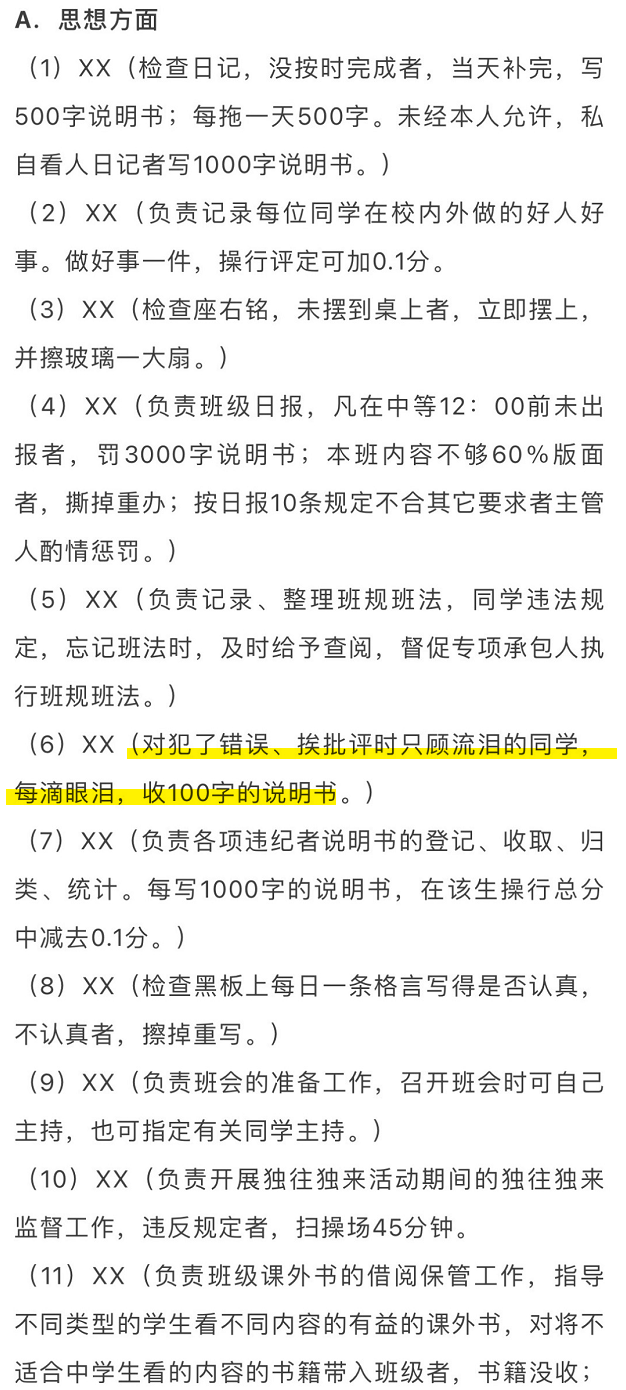 A．思想方面
（1）XX（检查日记，没按时完成者，当天补完，写
500字说明书；每拖一天500字。未经本人允许，私
自看人日记者写1000字说明书。）
（2）XX（负责记录每位同学在校内外做的好人好
事。做好事一件，操行评定可加0.1分。
（3）XX（检查座右铭，未摆到桌上者，立即摆上，
并擦玻璃一大扇。）
（4）XX（负责班级日报，凡在中等12：00前未出
报者，罚3000字说明书；本班内容不够60%版面
者，撕掉重办；按日报10条规定不合其它要求者主管
人酌情惩罚。）
（5）XX（负责记录、整理班规班法，同学违法规
定，忘记班法时，及时给予查阅，督促专项承包人执
行班规班法。）
（6）XX（对犯了错误、挨批评时只顾流泪的同学，
每滴眼泪，收100字的说明书。）
（7）XX（负责各项违纪者说明书的登记、收取、归
类、统计。每写1000字的说明书，在该生操行总分
中减去0.1分。）
（8）XX（检查黑板上每日一条格言写得是否认真，
不认真者，擦掉重写。）
（9）XX（负责班会的准备工作，召开班会时可自己
主持，也可指定有关同学主持。）
（10）XX（负责开展独往独来活动期间的独往独来
监督工作，违反规定者，扫操场45分钟。
（11）XX（负责班级课外书的借阅保管工作，指导
不同类型的学生看不同内容的有益的课外书，对将不
适合中学生看的内容的书籍带入班级者，书籍没收；